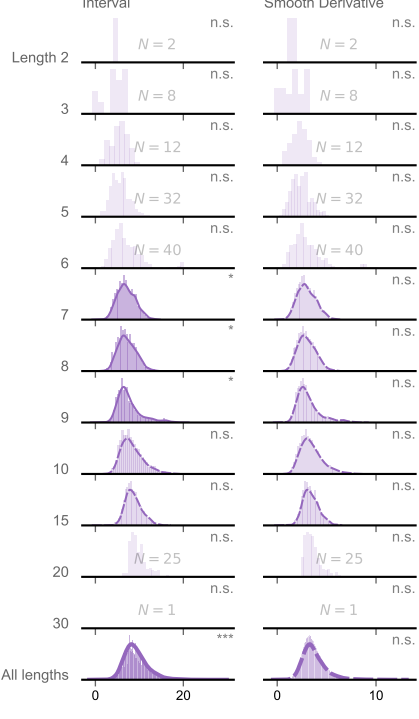 Interval Smooth Derivative
n.s. n.s.
Length 2 N = 2 N = 2
n.s. n.s.
3 N = 8 N = 8
n.s. n.s.
4 N = 12 N = 12
n.s. n.s.
5 N = 32 N = 32
n.s. n.s.
6 N = 40 N = 40
* n.s.
7
* n.s.
8
* n.s.
9
n.s. n.s.
10
n.s. n.s.
15
n.s. n.s.
20 N = 25 N = 25
n.s. n.s.
30 N = 1 N = 1
*** n.s.
All lengths
0 20 0 10